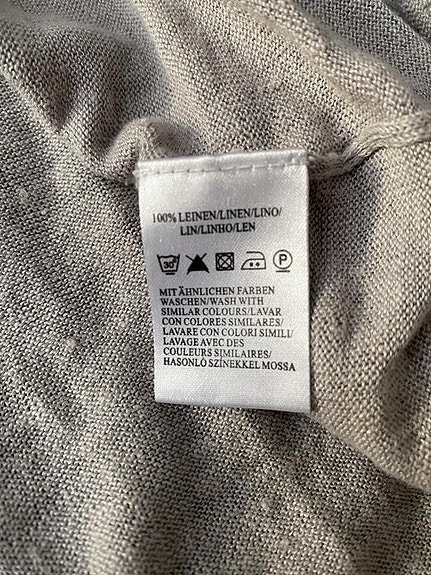 100% LEINEN/LINEN/LINO/
LIN/LINHO/LEN
30°
P
MIT ÄHNLICHEN FARBEN
WASCHEN/WASH WITH
SIMILAR COLOURS/LAVAR
CON COLORES SIMILARES/
LAVARE CON COLORI SIMILI/
LAVAGE AVEC DES
COULEURS SIMILAIRES/
HASONLÓ SZÍNEKKEL MOSSA